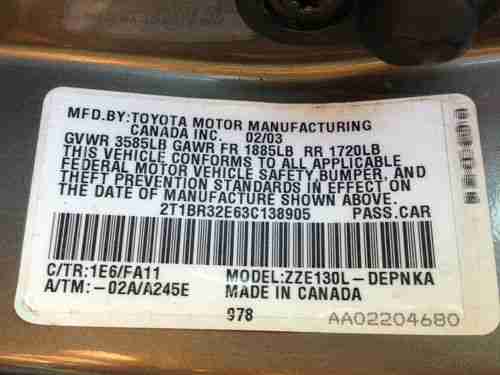 MFD.BY:TOYOTA MOTOR MANUFACTURING
CANADA INC. 02/03
GVWR 3585LB GAWR FR 1885LB RR 1720LB
THIS VEHICLE CONFORMS TO ALL APPLICABLE
FEDERAL MOTOR VEHICLE SAFETY,BUMPER, AND
THEFT PREVENTION STANDARDS IN EFFECT ON
THE DATE OF MANUFACTURE SHOWN ABOVE.
2T1BR32E63C138905 PASS.CAR
C/TR:1E6/FA11 MODEL:ZZE130L-DEPNKA
A/TM:-02A/A245E MADE IN CANADA
978 AA02204680